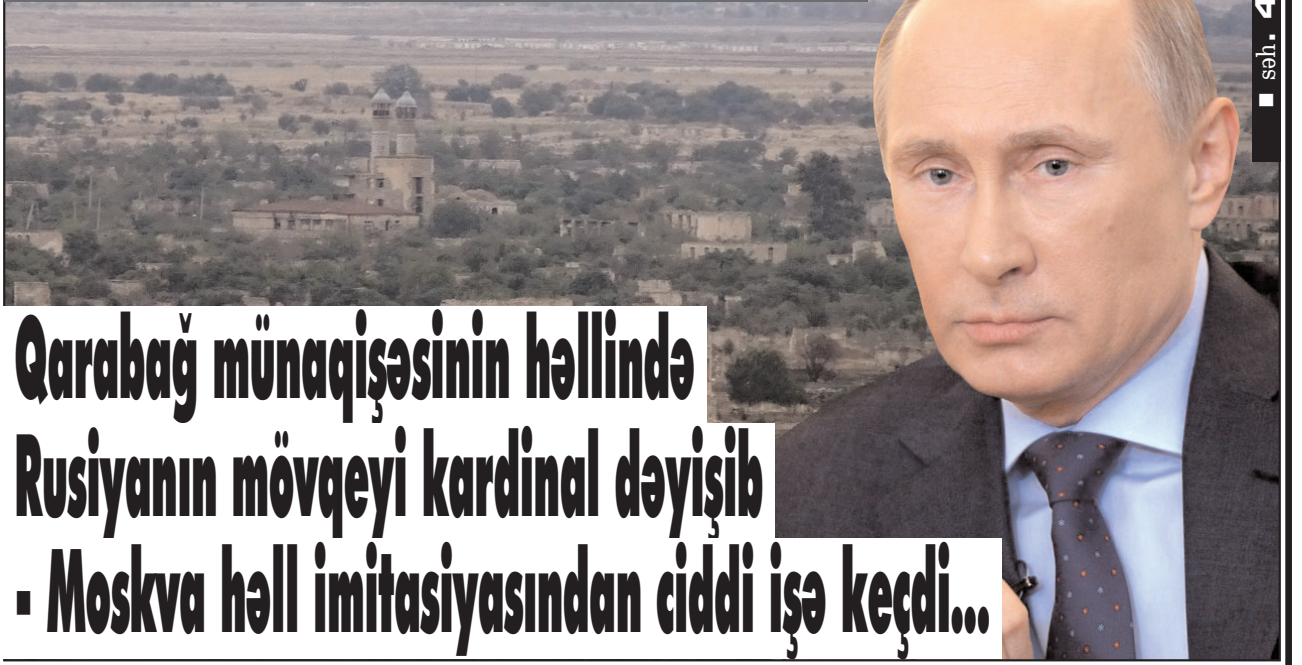 ■ səh. 4
Qarabağ münaqişəsinin həllində
Rusiyanın mövqeyi kardinal dəyişib
- Moskva həll imitasiyasından ciddi işə keçdi...